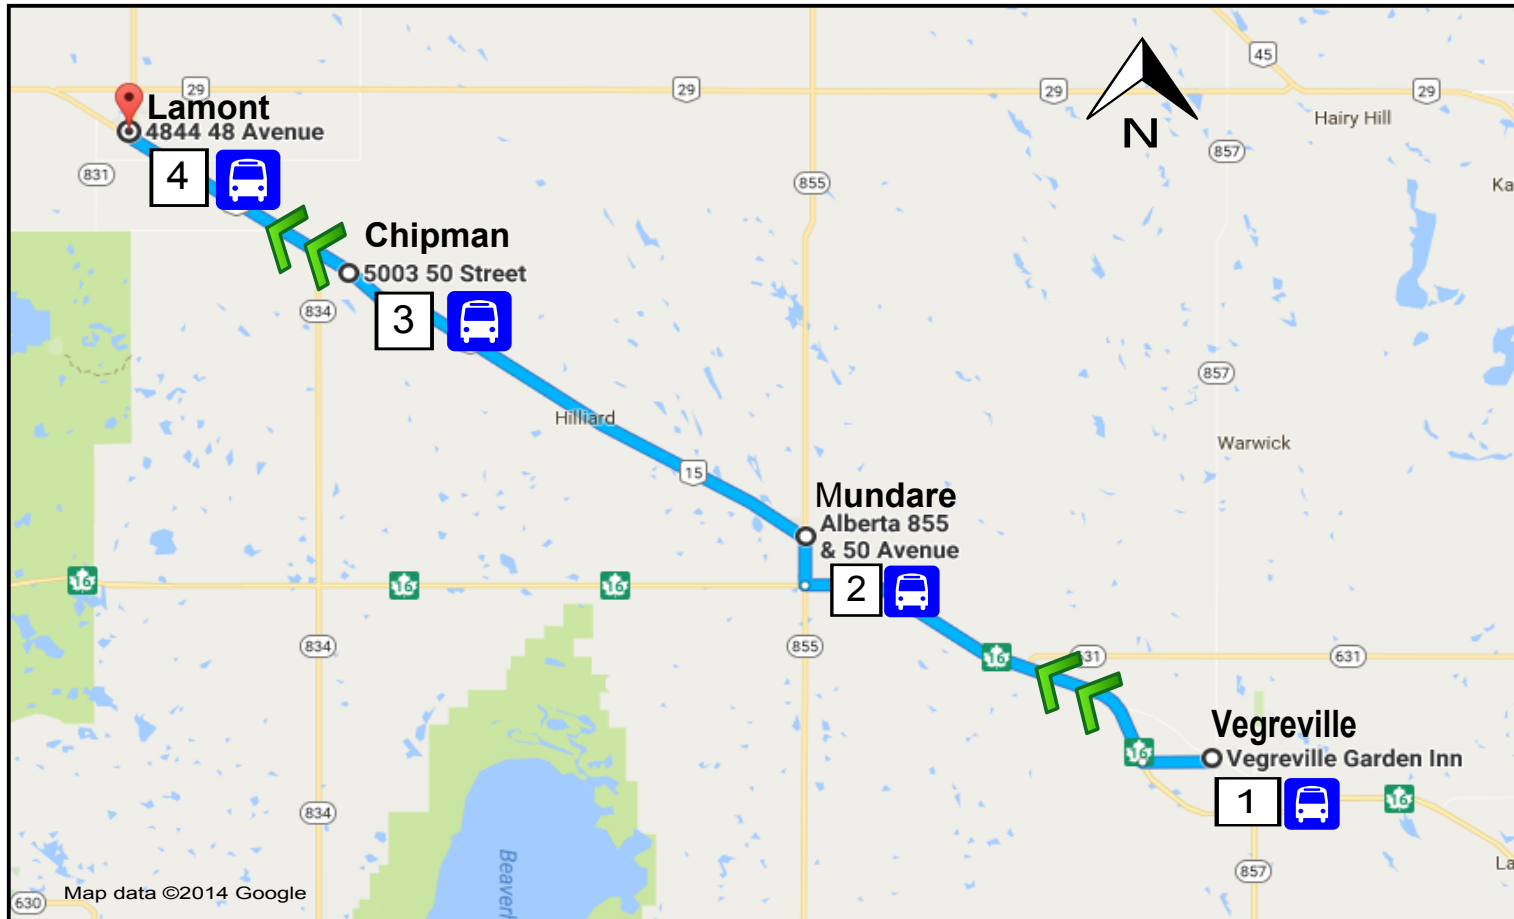 45
29
29
29
29
Hairy Hill
Lamont
4844 48 Avenue
N
857
831
4
855
Ka
Chipman
5003 50 Street
834
3
857
Hilliard
Warwick
15
Mundare
Alberta 855
& 50 Avenue
16
16
16
2
834
855
16
631
631
Vegreville
Vegreville Garden Inn
16
1
16
834
La
857
Beaverh
Map data ©2014 Google
630